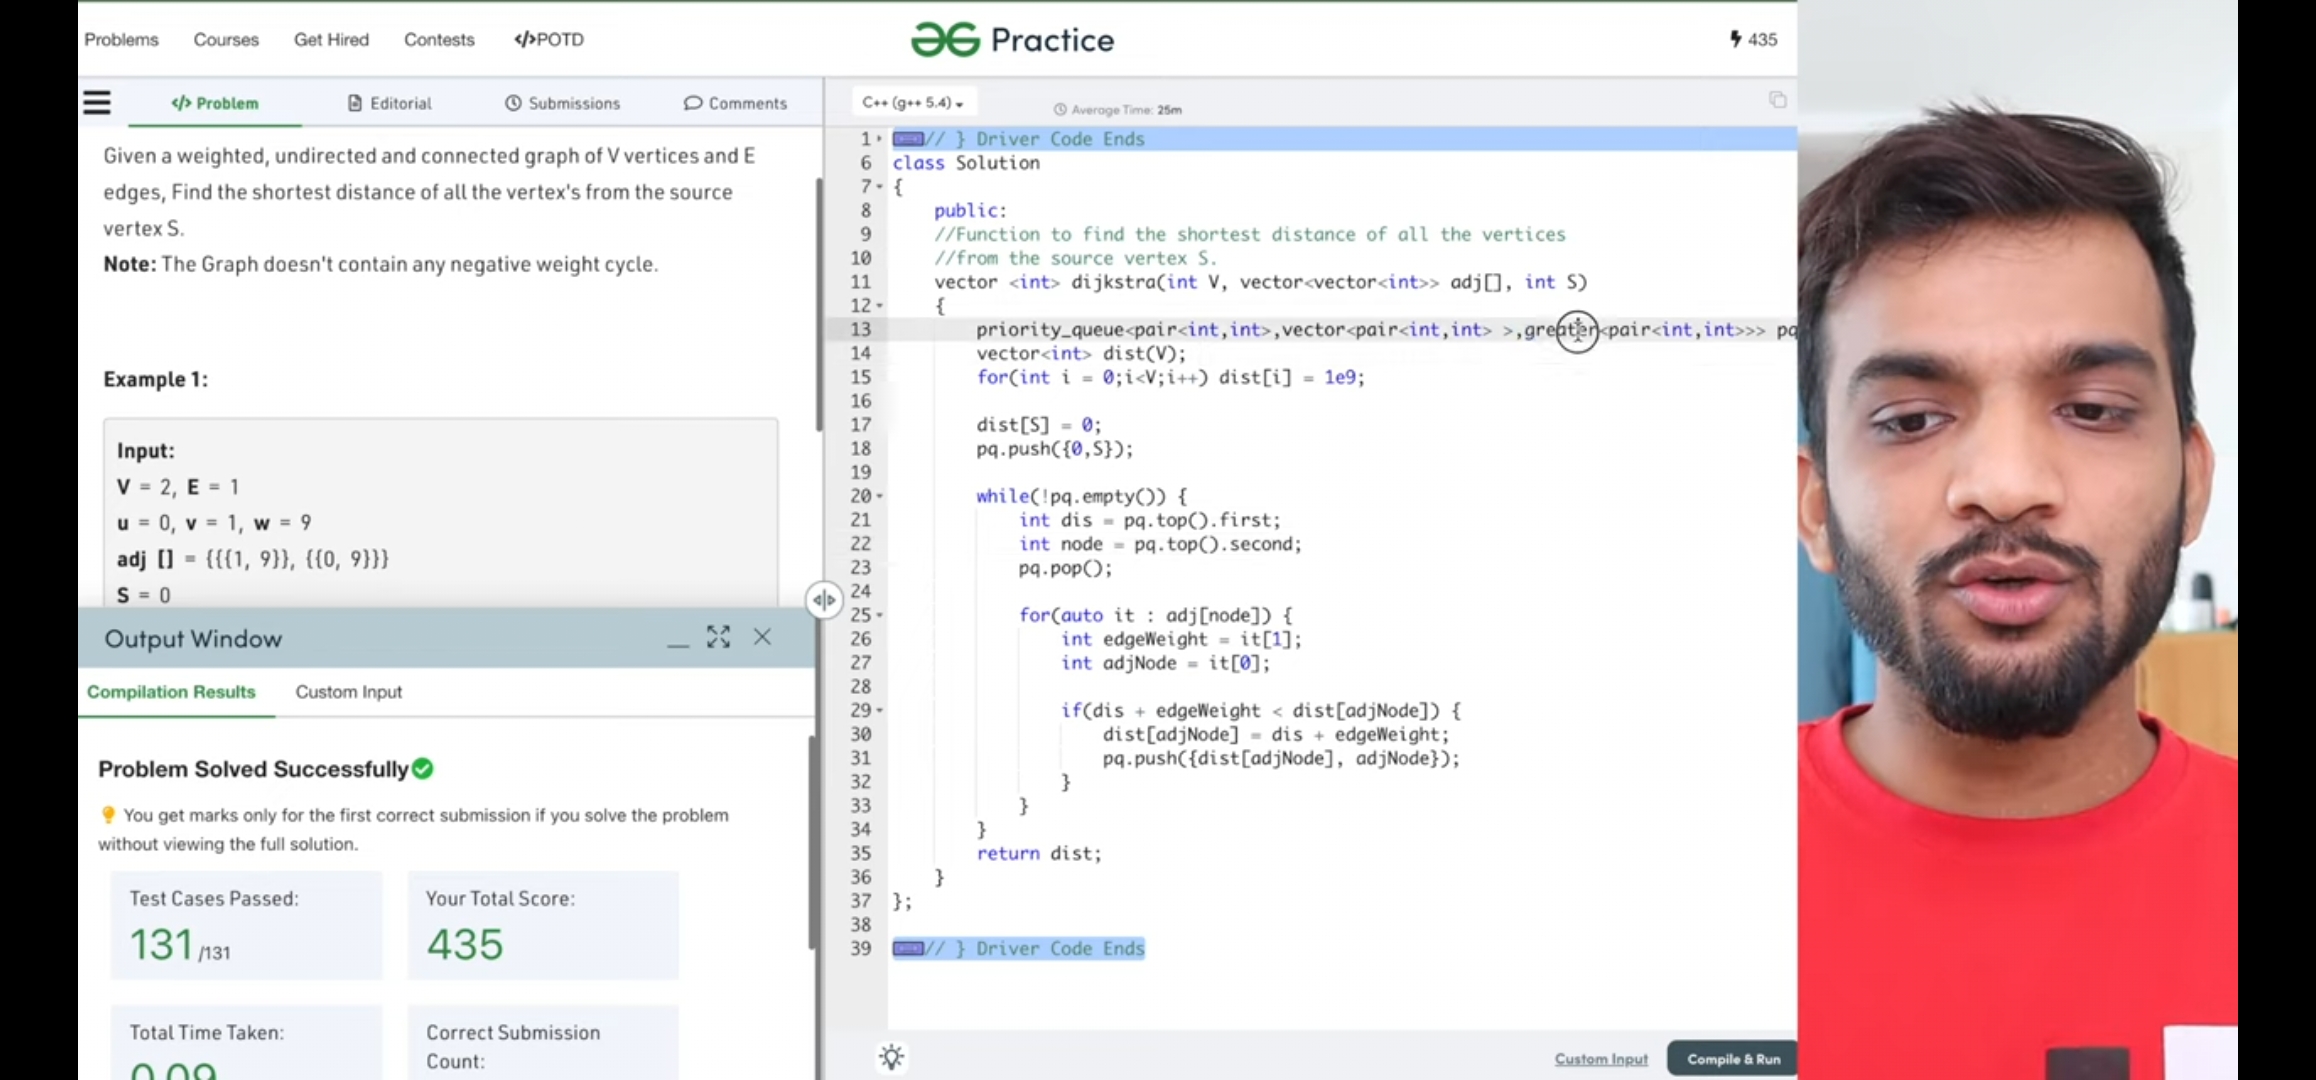 Problems Courses Get Hired Contests </>POTD
Practice
435
</> Problem Editorial Submissions Comments
Given a weighted, undirected and connected graph of V vertices and E
edges, Find the shortest distance of all the vertex's from the source
vertex S.
Note: The Graph doesn't contain any negative weight cycle.
Example 1:
Input:
V = 2, E = 1
u = 0, v = 1, w = 9
adj [] = {{{1, 9}}, {{0, 9}}}
S = 0
Output Window
Compilation Results Custom Input
Problem Solved Successfully
You get marks only for the first correct submission if you solve the problem
without viewing the full solution.
Test Cases Passed:
131 /131
Your Total Score:
435
Total Time Taken:
0.09
Correct Submission
Count:
C++ (g++ 5.4)
Average Time: 25m
1 // } Driver Code Ends
6 class Solution
7 {
8 public:
9 //Function to find the shortest distance of all the vertices
10 //from the source vertex S.
11 vector <int> dijkstra(int V, vector<vector<int>> adj[], int S)
12 {
13 priority_queue<pair<int,int>,vector<pair<int,int> >,greater<pair<int,int>>> pq
14 vector<int> dist(V);
15 for(int i = 0;i<V;i++) dist[i] = 1e9;
16
17 dist[S] = 0;
18 pq.push({0,S});
19
20 while(!pq.empty()) {
21 int dis = pq.top().first;
22 int node = pq.top().second;
23 pq.pop();
24
25 for(auto it : adj[node]) {
26 int edgeWeight = it[1];
27 int adjNode = it[0];
28
29 if(dis + edgeWeight < dist[adjNode]) {
30 dist[adjNode] = dis + edgeWeight;
31 pq.push({dist[adjNode], adjNode});
32 }
33 }
34 }
35 return dist;
36 }
37 };
38
39 // } Driver Code Ends
Custom Input Compile & Run